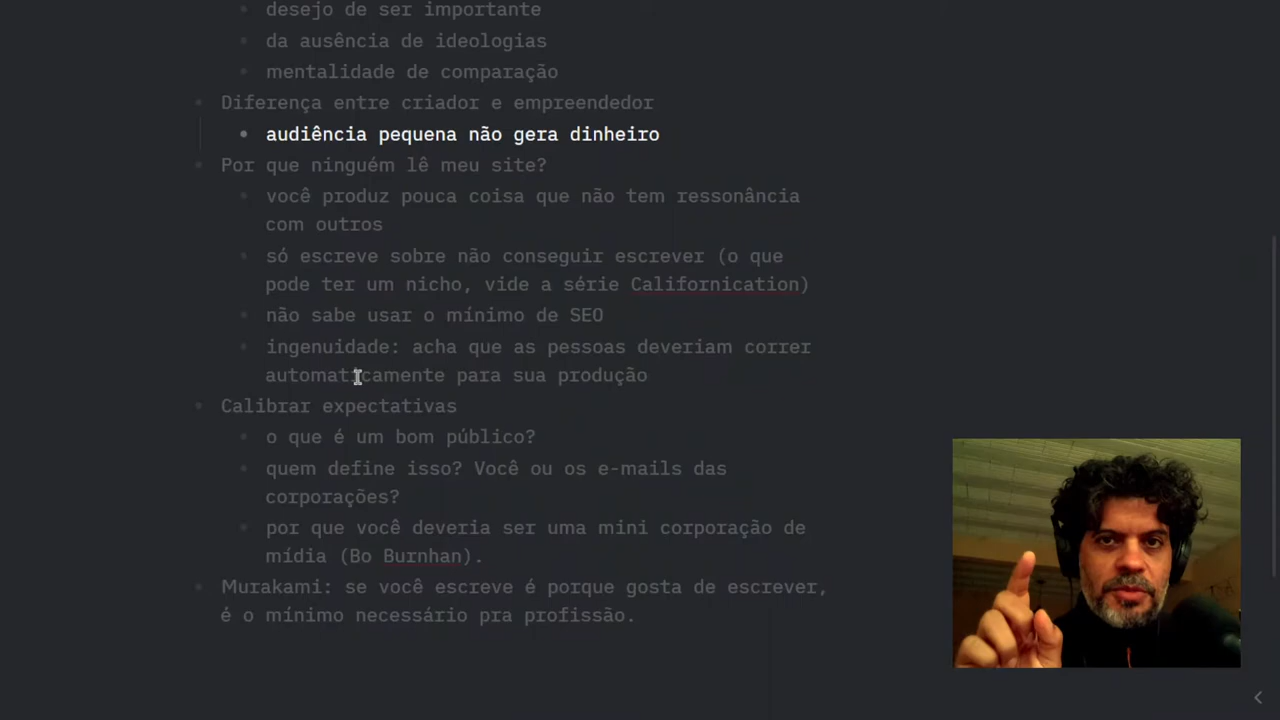 desejo de ser importante
da ausência de ideologias
mentalidade de comparação
Diferença entre criador e empreendedor
audiência pequena não gera dinheiro
Por que ninguém lê meu site?
você produz pouca coisa que não tem ressonância
com outros
só escreve sobre não conseguir escrever (o que
pode ter um nicho, vide a série Californication)
não sabe usar o mínimo de SEO
ingenuidade: acha que as pessoas deveriam correr
automaticamente para sua produção
Calibrar expectativas
o que é um bom público?
quem define isso? Você ou os e-mails das
corporações?
por que você deveria ser uma mini corporação de
mídia (Bo Burnhan).
Murakami: se você escreve é porque gosta de escrever,
é o mínimo necessário pra profissão.